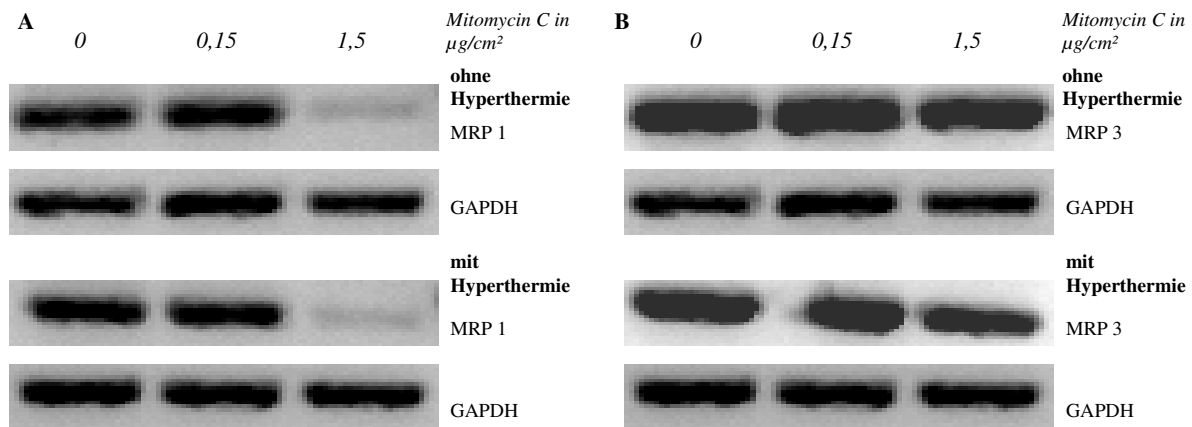 A
0 0,15 1,5
Mitomycin C in
µg/cm²
ohne
Hyperthermie
MRP 1
GAPDH
mit
Hyperthermie
MRP 1
GAPDH
B
0 0,15 1,5
Mitomycin C in
µg/cm²
ohne
Hyperthermie
MRP 3
GAPDH
mit
Hyperthermie
MRP 3
GAPDH